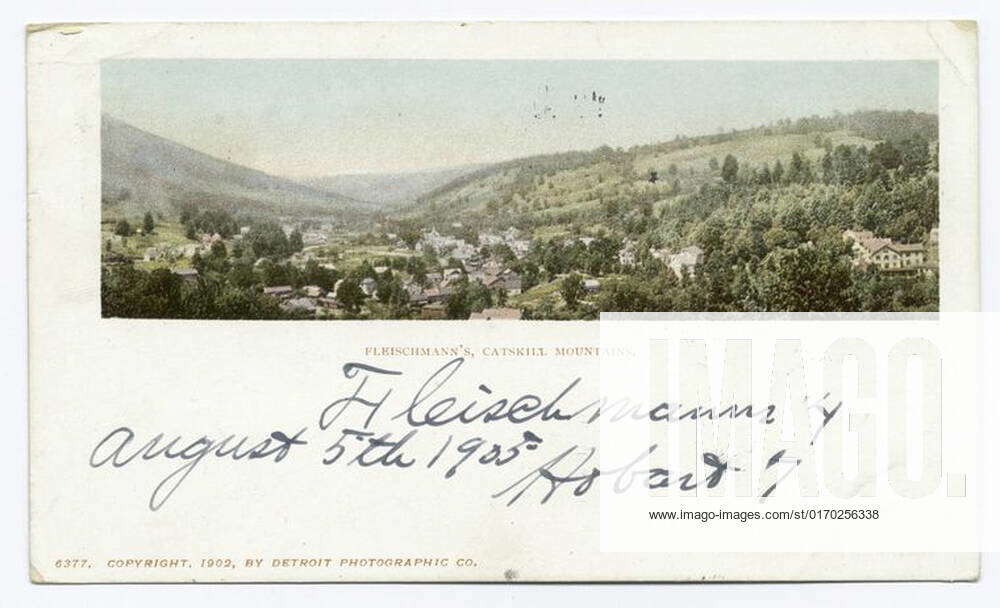 FLEISCHMANN'S, CATSKILL MOUNTAINS.
Fleischmanns
August 5th 1905
Hobart
IMAGO.
www.imago-images.com/st/0170256338
6377. COPYRIGHT, 1902, BY DETROIT PHOTOGRAPHIC CO.